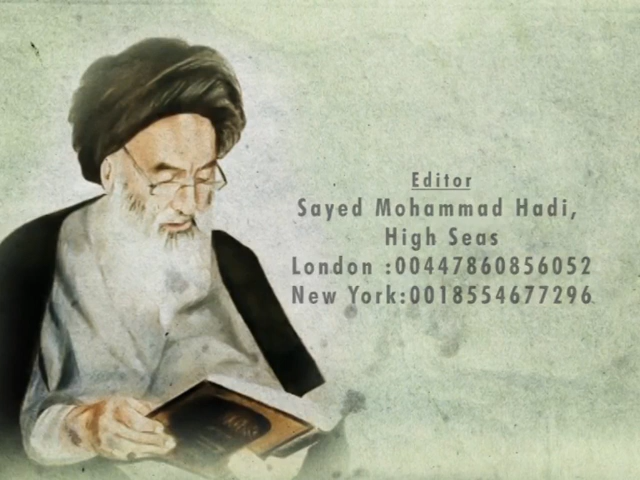 Editor
Sayed Mohammad Hadi,
High Seas
London :00447860856052
New York:0018554677296